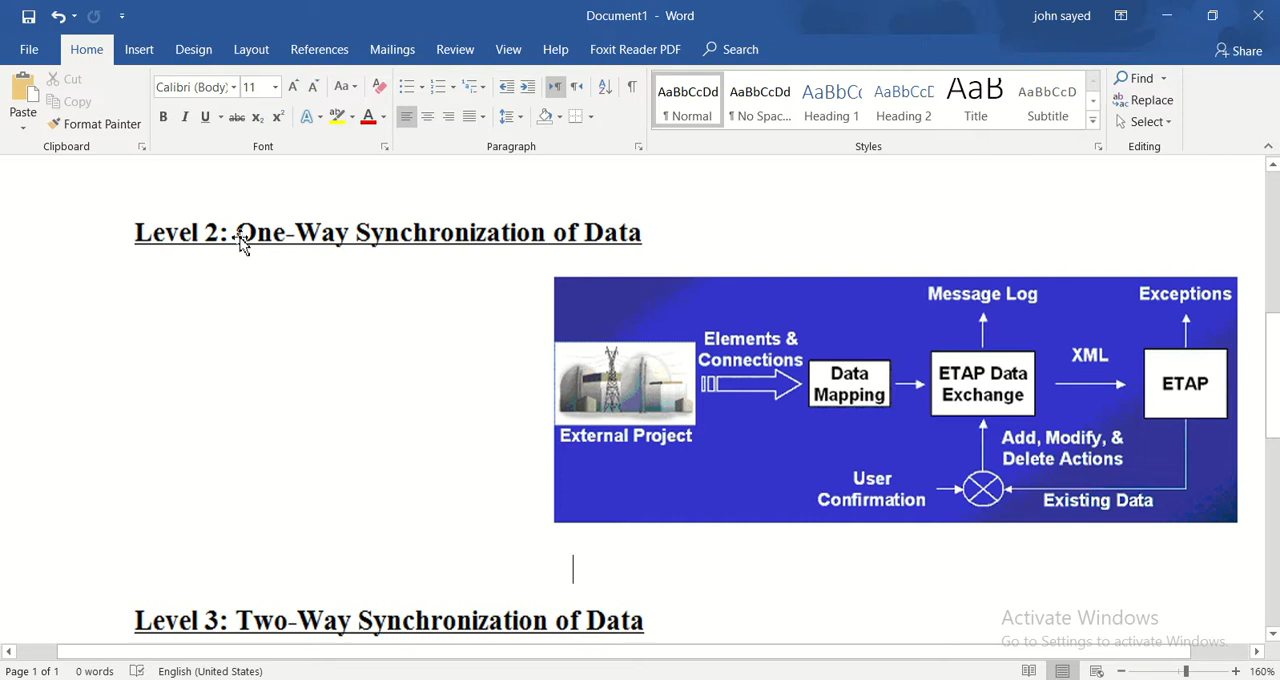 Document1 - Word
john sayed
File Home Insert Design Layout References Mailings Review View Help Foxit Reader PDF Search
Share
Paste
Cut
Copy
Format Painter
Clipboard
Calibri (Body) 11
Font
Paragraph
AaBbCcDd AaBbCcDd AaBbCc AaBbCcD AaB AaBbCcD
¶ Normal ¶ No Spac... Heading 1 Heading 2 Title Subtitle
Styles
Find
Replace
Select
Editing
Level 2: One-Way Synchronization of Data
Message Log
Exceptions
Elements &
Connections
External Project
Data
Mapping
ETAP Data
Exchange
XML
ETAP
Add, Modify, &
Delete Actions
User
Confirmation
Existing Data
Level 3: Two-Way Synchronization of Data
Activate Windows
Go to Settings to activate Windows.
Page 1 of 1 0 words English (United States)
160%